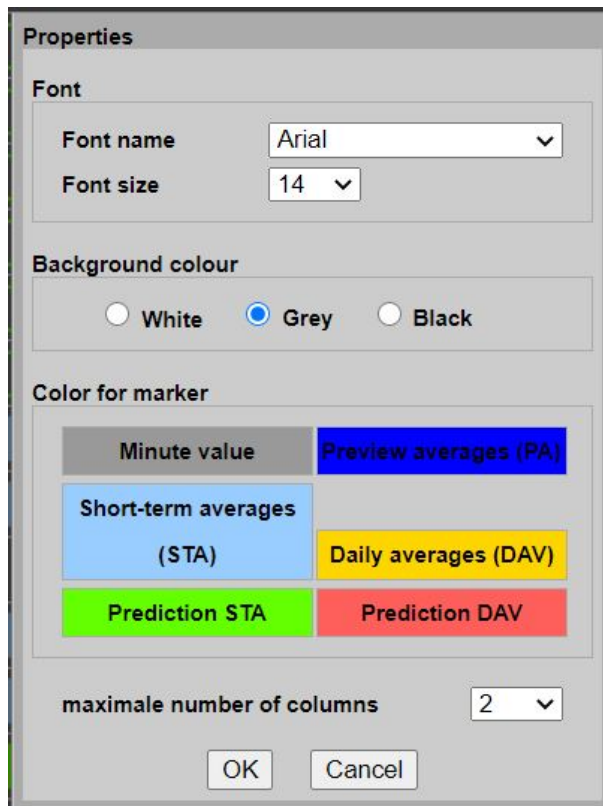 Properties
Font
Font name Arial
Font size 14
Background colour
White Grey Black
Color for marker
Minute value Preview averages (PA)
Short-term averages
(STA) Daily averages (DAV)
Prediction STA Prediction DAV
maximale number of columns 2
OK Cancel